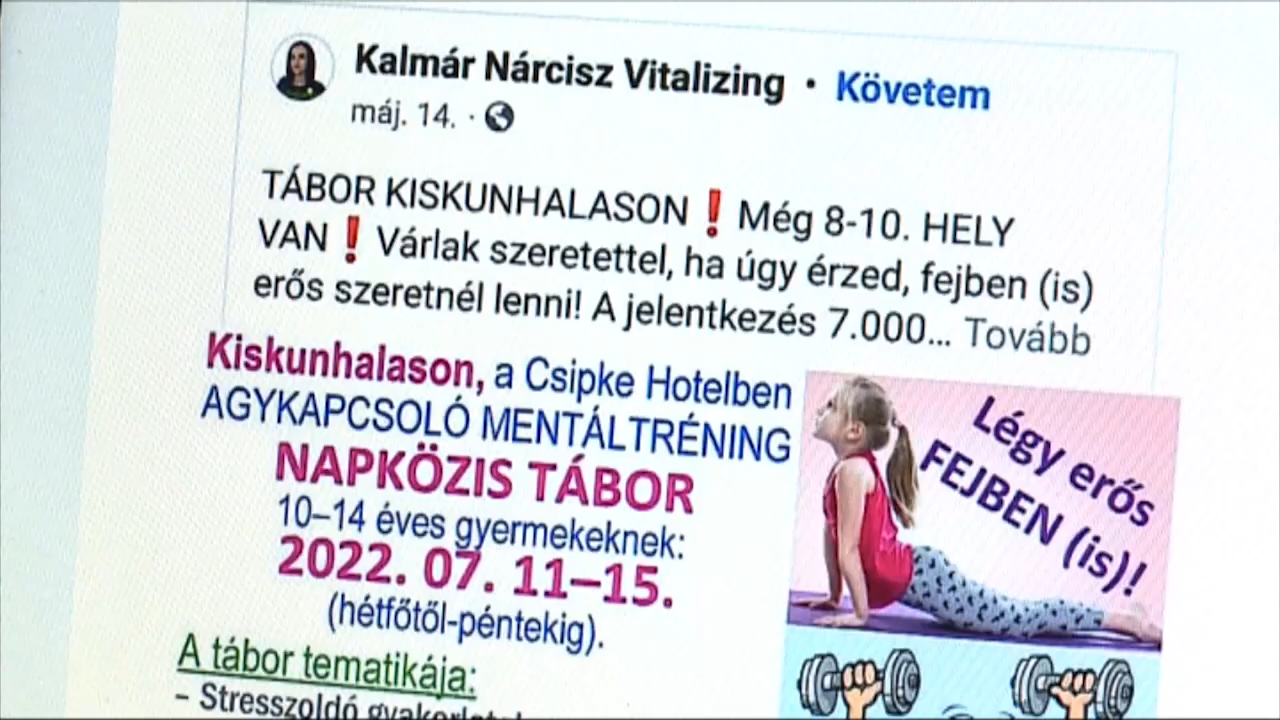 Kalmár Nárcisz Vitalizing · Követem
máj. 14. ·
TÁBOR KISKUNHALASON❗Még 8-10. HELY
VAN❗Várlak szeretettel, ha úgy érzed, fejben (is)
erős szeretnél lenni! A jelentkezés 7.000... Tovább
Kiskunhalason, a Csipke Hotelben
AGYKAPCSOLÓ MENTÁLTRÉNING
NAPKÖZIS TÁBOR
10–14 éves gyermekeknek:
2022. 07. 11–15.
(hétfőtől-péntekig).
A tábor tematikája:
– Stresszoldó
Légy erős
FEJBEN (is)!